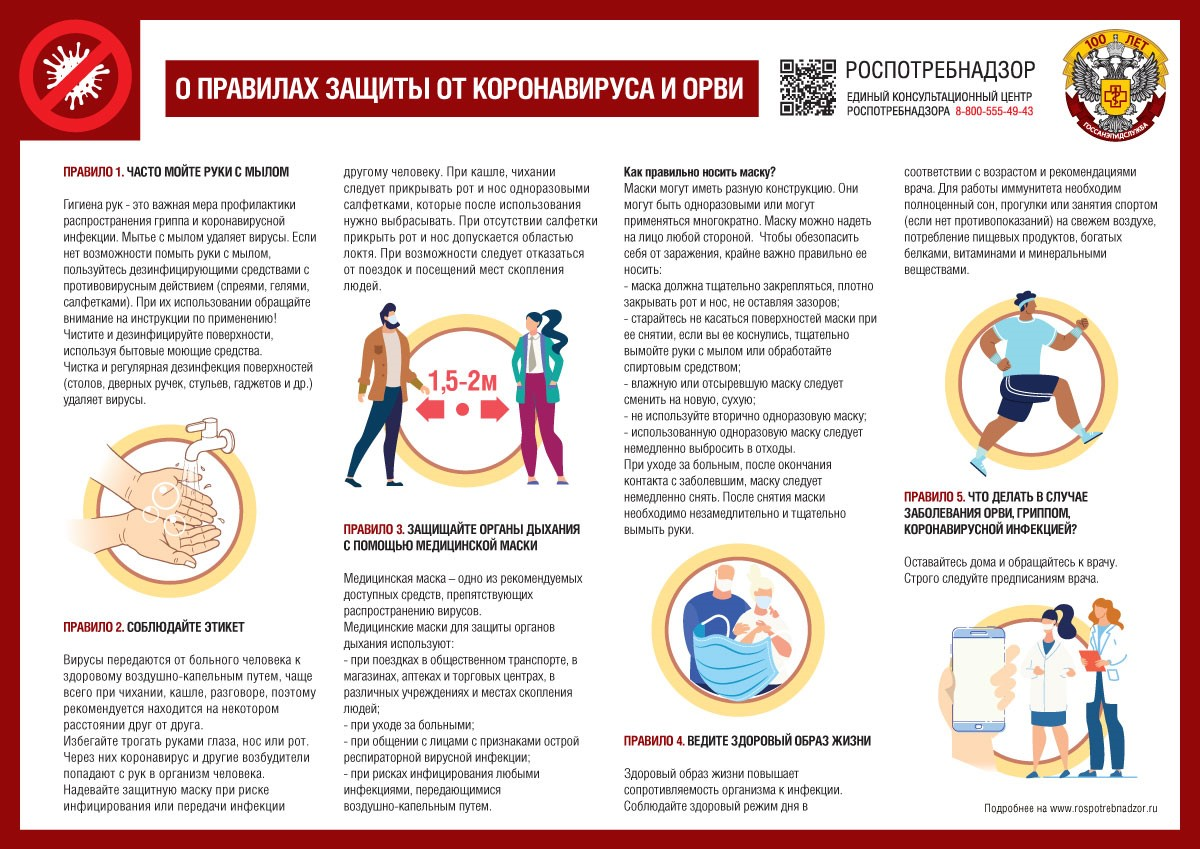 О ПРАВИЛАХ ЗАЩИТЫ ОТ КОРОНАВИРУСА И ОРВИ
РОСПОТРЕБНАДЗОР
ЕДИНЫЙ КОНСУЛЬТАЦИОННЫЙ ЦЕНТР
РОСПОТРЕБНАДЗОРА 8-800-555-49-43
100 ЛЕТ
ГОССАНЭПИДСЛУЖБА
ПРАВИЛО 1. ЧАСТО МОЙТЕ РУКИ С МЫЛОМ
Гигиена рук - это важная мера профилактики
распространения гриппа и коронавирусной
инфекции. Мытье с мылом удаляет вирусы. Если
нет возможности помыть руки с мылом,
пользуйтесь дезинфицирующими средствами с
противовирусным действием (спреями, гелями,
салфетками). При их использовании обращайте
внимание на инструкции по применению!
Чистите и дезинфицируйте поверхности,
используя бытовые моющие средства.
Чистка и регулярная дезинфекция поверхностей
(столов, дверных ручек, стульев, гаджетов и др.)
удаляет вирусы.
ПРАВИЛО 2. СОБЛЮДАЙТЕ ЭТИКЕТ
Вирусы передаются от больного человека к
здоровому воздушно-капельным путем, чаще
всего при чихании, кашле, разговоре, поэтому
рекомендуется находится на некотором
расстоянии друг от друга.
Избегайте трогать руками глаза, нос или рот.
Через них коронавирус и другие возбудители
попадают с рук в организм человека.
Надевайте защитную маску при риске
инфицирования или передачи инфекции
другому человеку. При кашле, чихании
следует прикрывать рот и нос одноразовыми
салфетками, которые после использования
нужно выбрасывать. При отсутствии салфетки
прикрыть рот и нос допускается областью
локтя. При возможности следует отказаться
от поездок и посещений мест скопления
людей.
1,5-2м
ПРАВИЛО 3. ЗАЩИЩАЙТЕ ОРГАНЫ ДЫХАНИЯ
С ПОМОЩЬЮ МЕДИЦИНСКОЙ МАСКИ
Медицинская маска – одно из рекомендуемых
доступных средств, препятствующих
распространению вирусов.
Медицинские маски для защиты органов
дыхания используют:
- при поездках в общественном транспорте, в
магазинах, аптеках и торговых центрах, в
различных учреждениях и местах скопления
людей;
- при уходе за больными;
- при общении с лицами с признаками острой
респираторной вирусной инфекции;
- при рисках инфицирования любыми
инфекциями, передающимися
воздушно-капельным путем.
Как правильно носить маску?
Маски могут иметь разную конструкцию. Они
могут быть одноразовыми или могут
применяться многократно. Маску можно надеть
на лицо любой стороной. Чтобы обезопасить
себя от заражения, крайне важно правильно ее
носить:
- маска должна тщательно закрепляться, плотно
закрывать рот и нос, не оставляя зазоров;
- старайтесь не касаться поверхностей маски при
ее снятии, если вы ее коснулись, тщательно
вымойте руки с мылом или обработайте
спиртовым средством;
- влажную или отсыревшую маску следует
сменить на новую, сухую;
- не используйте вторично одноразовую маску;
- использованную одноразовую маску следует
немедленно выбросить в отходы.
При уходе за больным, после окончания
контакта с заболевшим, маску следует
немедленно снять. После снятия маски
необходимо незамедлительно и тщательно
вымыть руки.
ПРАВИЛО 4. ВЕДИТЕ ЗДОРОВЫЙ ОБРАЗ ЖИЗНИ
Здоровый образ жизни повышает
сопротивляемость организма к инфекции.
Соблюдайте здоровый режим дня в
соответствии с возрастом и рекомендациями
врача. Для работы иммунитета необходим
полноценный сон, прогулки или занятия спортом
(если нет противопоказаний) на свежем воздухе,
потребление пищевых продуктов, богатых
белками, витаминами и минеральными
веществами.
ПРАВИЛО 5. ЧТО ДЕЛАТЬ В СЛУЧАЕ
ЗАБОЛЕВАНИЯ ОРВИ, ГРИППОМ,
КОРОНАВИРУСНОЙ ИНФЕКЦИЕЙ?
Оставайтесь дома и обращайтесь к врачу.
Строго следуйте предписаниям врача.
Подробнее на www.rospotrebnadzor.ru